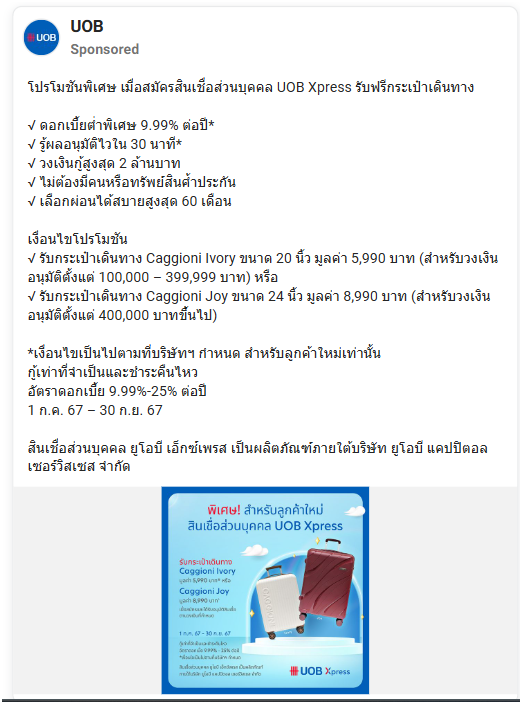 UOB
UOB
Sponsored
โปรโมชันพิเศษ เมื่อสมัครสินเชื่อส่วนบุคคล UOB Xpress รับฟรีกระเป๋าเดินทาง
√ ดอกเบี้ยต่ำพิเศษ 9.99% ต่อปี*
√ รู้ผลอนุมัติไวใน 30 นาที*
√ วงเงินกู้สูงสุด 2 ล้านบาท
√ ไม่ต้องมีคนหรือทรัพย์สินค้ำประกัน
√ เลือกผ่อนได้สบายสูงสุด 60 เดือน
เงื่อนไขโปรโมชัน
√ รับกระเป๋าเดินทาง Caggioni Ivory ขนาด 20 นิ้ว มูลค่า 5,990 บาท (สำหรับวงเงิน
อนุมัติตั้งแต่ 100,000 – 399,999 บาท) หรือ
√ รับกระเป๋าเดินทาง Caggioni Joy ขนาด 24 นิ้ว มูลค่า 8,990 บาท (สำหรับวงเงิน
อนุมัติตั้งแต่ 400,000 บาทขึ้นไป)
*เงื่อนไขเป็นไปตามที่บริษัทฯ กำหนด สำหรับลูกค้าใหม่เท่านั้น
กู้เท่าที่จำเป็นและชำระคืนไหว
อัตราดอกเบี้ย 9.99%-25% ต่อปี
1 ก.ค. 67 – 30 ก.ย. 67
สินเชื่อส่วนบุคคล ยูโอบี เอ็กซ์เพรส เป็นผลิตภัณฑ์ภายใต้บริษัท ยูโอบี แคปปิตอล
เซอร์วิสเซส จำกัด
พิเศษ! สำหรับลูกค้าใหม่
สินเชื่อส่วนบุคคล UOB Xpress
รับกระเป๋าเดินทาง
Caggioni Ivory
มูลค่า 5,990 บาท* หรือ
Caggioni Joy
มูลค่า 8,990 บาท*
1 ก.ค. 67 - 30 ก.ย. 67
UOB Xpress